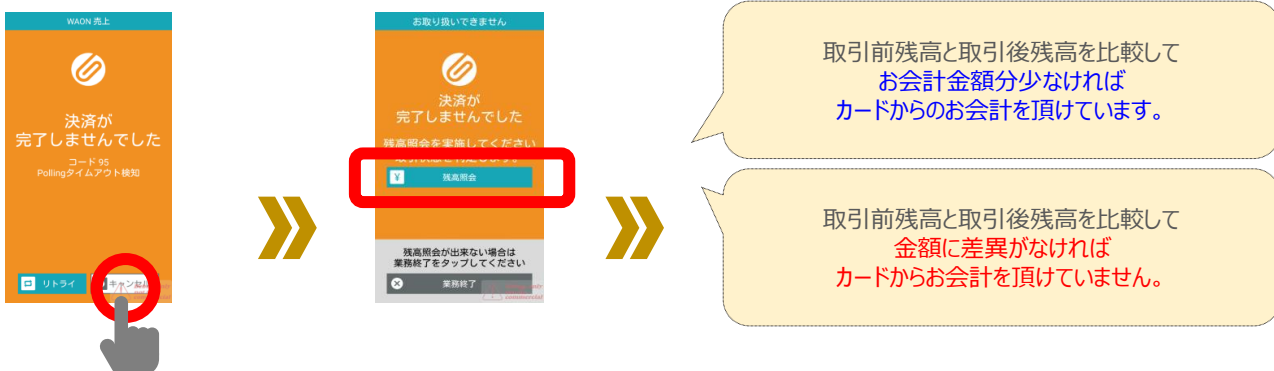 WAON 売上
決済が
完了しませんでした
コード 95
Pollingタイムアウト検知
リトライ
キャンセル
お取り扱いできません
決済が
完了しませんでした
残高照会を実施してください
¥ 残高照会
残高照会が出来ない場合は
業務終了をタップしてください
業務終了
取引前残高と取引後残高を比較して
お会計金額分少なければ
カードからのお会計を頂けています。
取引前残高と取引後残高を比較して
金額に差異がなければ
カードからお会計を頂けていません。